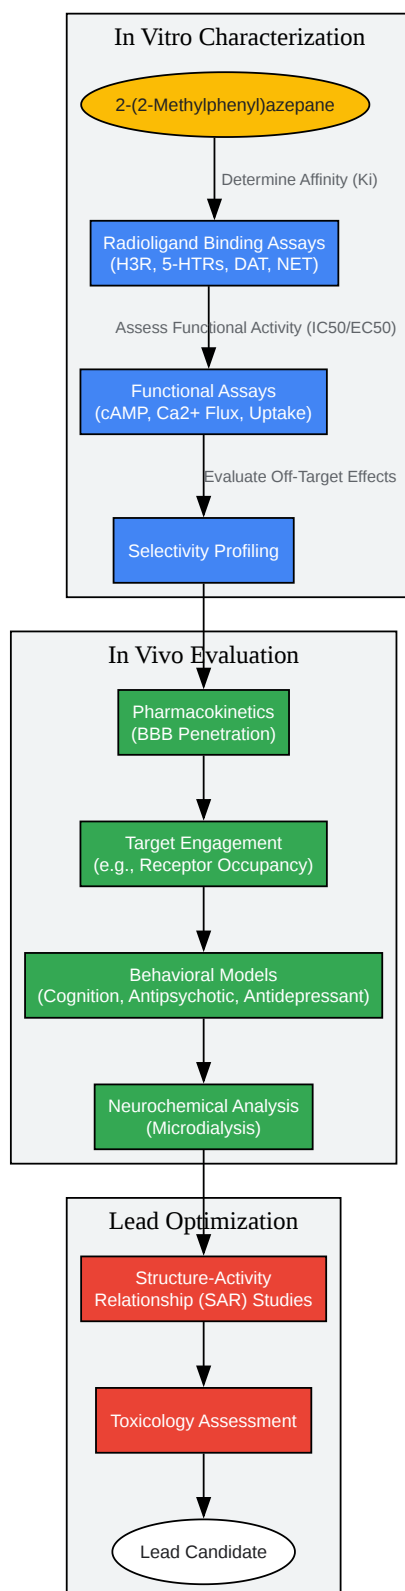 In Vitro Characterization
2-(2-Methylphenyl)azepane
Determine Affinity (Ki)
Radioligand Binding Assays
(H3R, 5-HTRs, DAT, NET)
Assess Functional Activity (IC50/EC50)
Functional Assays
(cAMP, Ca2+ Flux, Uptake)
Evaluate Off-Target Effects
Selectivity Profiling
In Vivo Evaluation
Pharmacokinetics
(BBB Penetration)
Target Engagement
(e.g., Receptor Occupancy)
Behavioral Models
(Cognition, Antipsychotic, Antidepressant)
Neurochemical Analysis
(Microdialysis)
Lead Optimization
Structure-Activity
Relationship (SAR) Studies
Toxicology Assessment
Lead Candidate